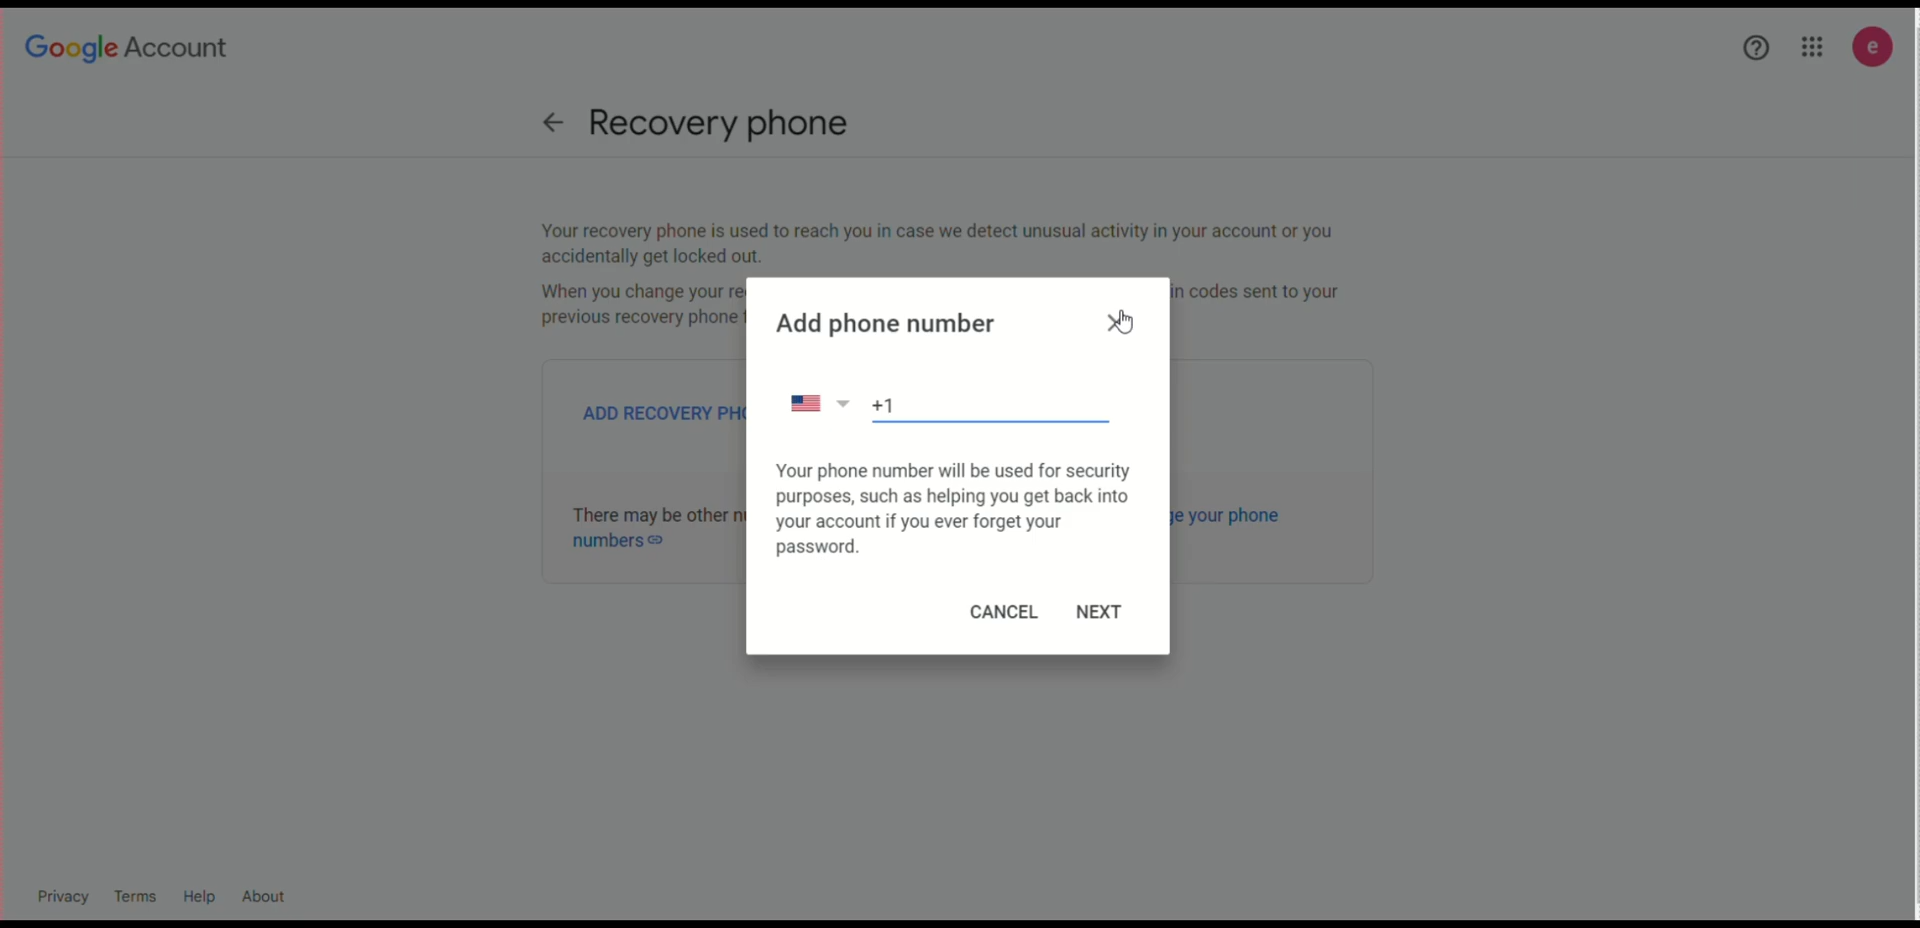 Google Account
e
Recovery phone
Your recovery phone is used to reach you in case we detect unusual activity in your account or you
accidentally get locked out.
When you change your re
in codes sent to your
previous recovery phone
Add phone number
+1
ADD RECOVERY PHO
Your phone number will be used for security
purposes, such as helping you get back into
your account if you ever forget your
password.
There may be other nu
ge your phone
numbers
CANCEL NEXT
Privacy Terms Help About